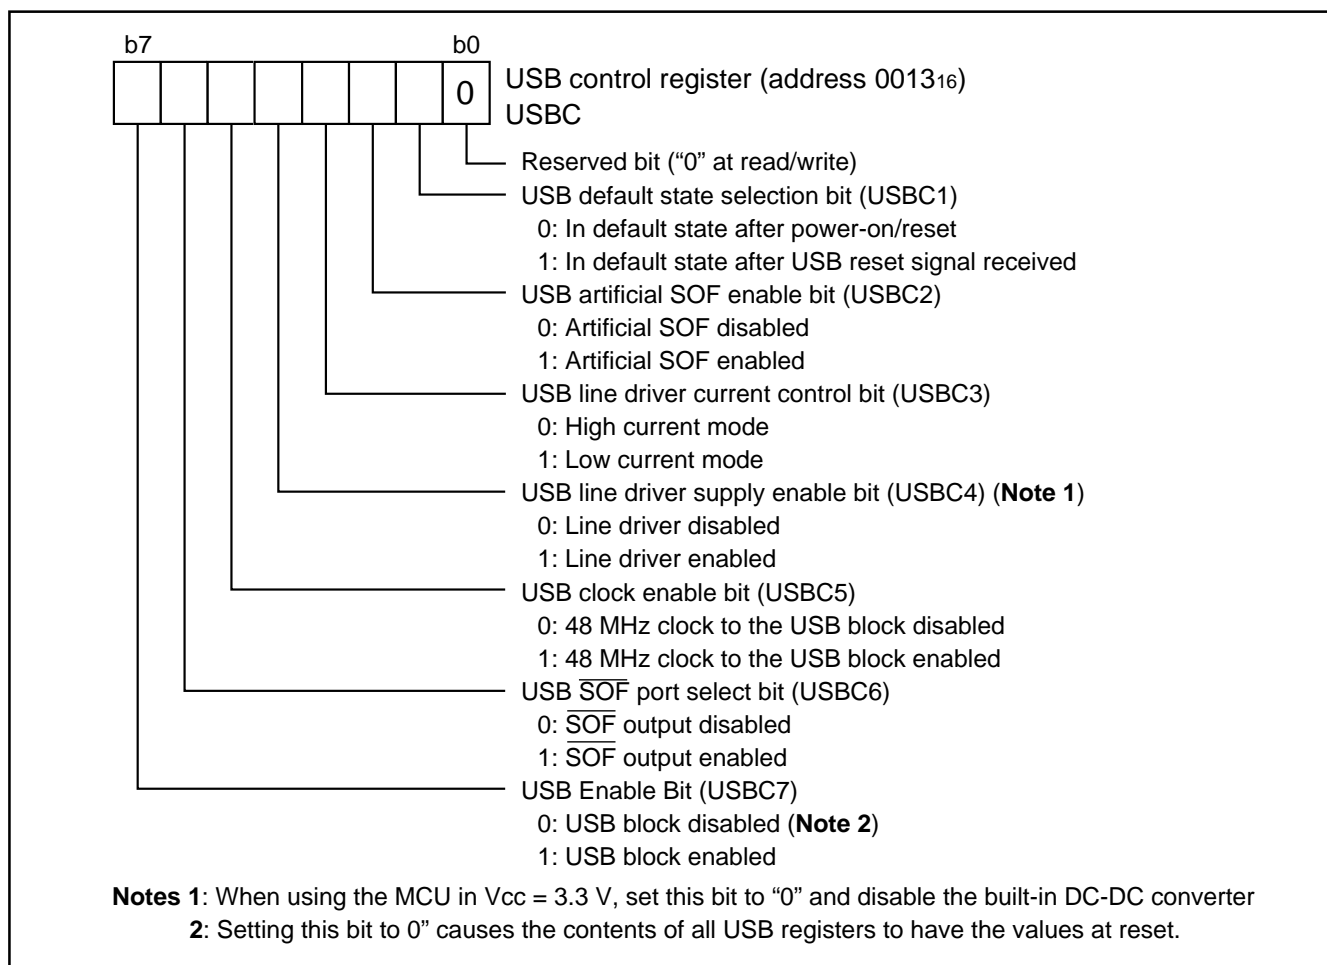 b7 b0
0
USB control register (address 0013₁₆)
USBC
Reserved bit (“0” at read/write)
USB default state selection bit (USBC1)
0: In default state after power-on/reset
1: In default state after USB reset signal received
USB artificial SOF enable bit (USBC2)
0: Artificial SOF disabled
1: Artificial SOF enabled
USB line driver current control bit (USBC3)
0: High current mode
1: Low current mode
USB line driver supply enable bit (USBC4) (Note 1)
0: Line driver disabled
1: Line driver enabled
USB clock enable bit (USBC5)
0: 48 MHz clock to the USB block disabled
1: 48 MHz clock to the USB block enabled
USB S̅O̅F̅ port select bit (USBC6)
0: S̅O̅F̅ output disabled
1: S̅O̅F̅ output enabled
USB Enable Bit (USBC7)
0: USB block disabled (Note 2)
1: USB block enabled
Notes 1: When using the MCU in Vcc = 3.3 V, set this bit to “0” and disable the built-in DC-DC converter
2: Setting this bit to 0” causes the contents of all USB registers to have the values at reset.